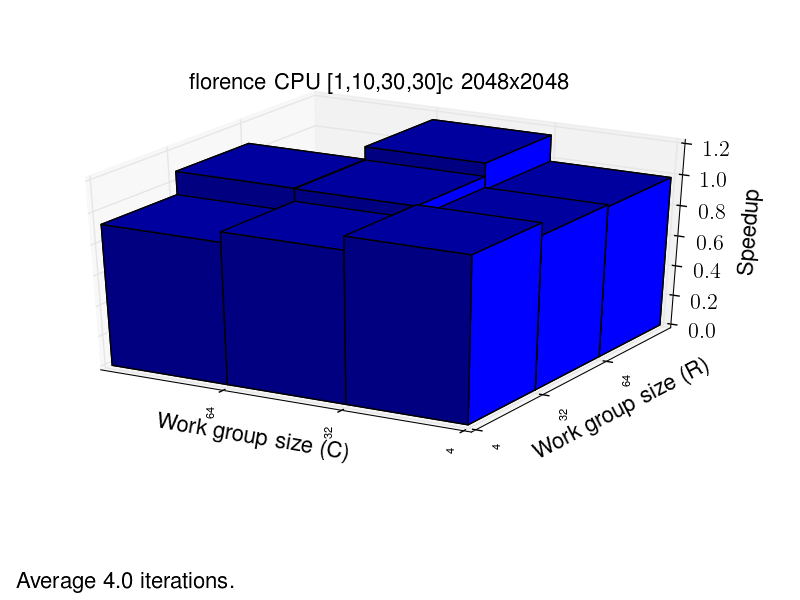 florence CPU [1,10,30,30]c 2048x2048
1.2
1.0
0.8
0.6
0.4
0.2
0.0
Speedup
64
32
4
Work group size (C)
4
32
64
Work group size (R)
Average 4.0 iterations.